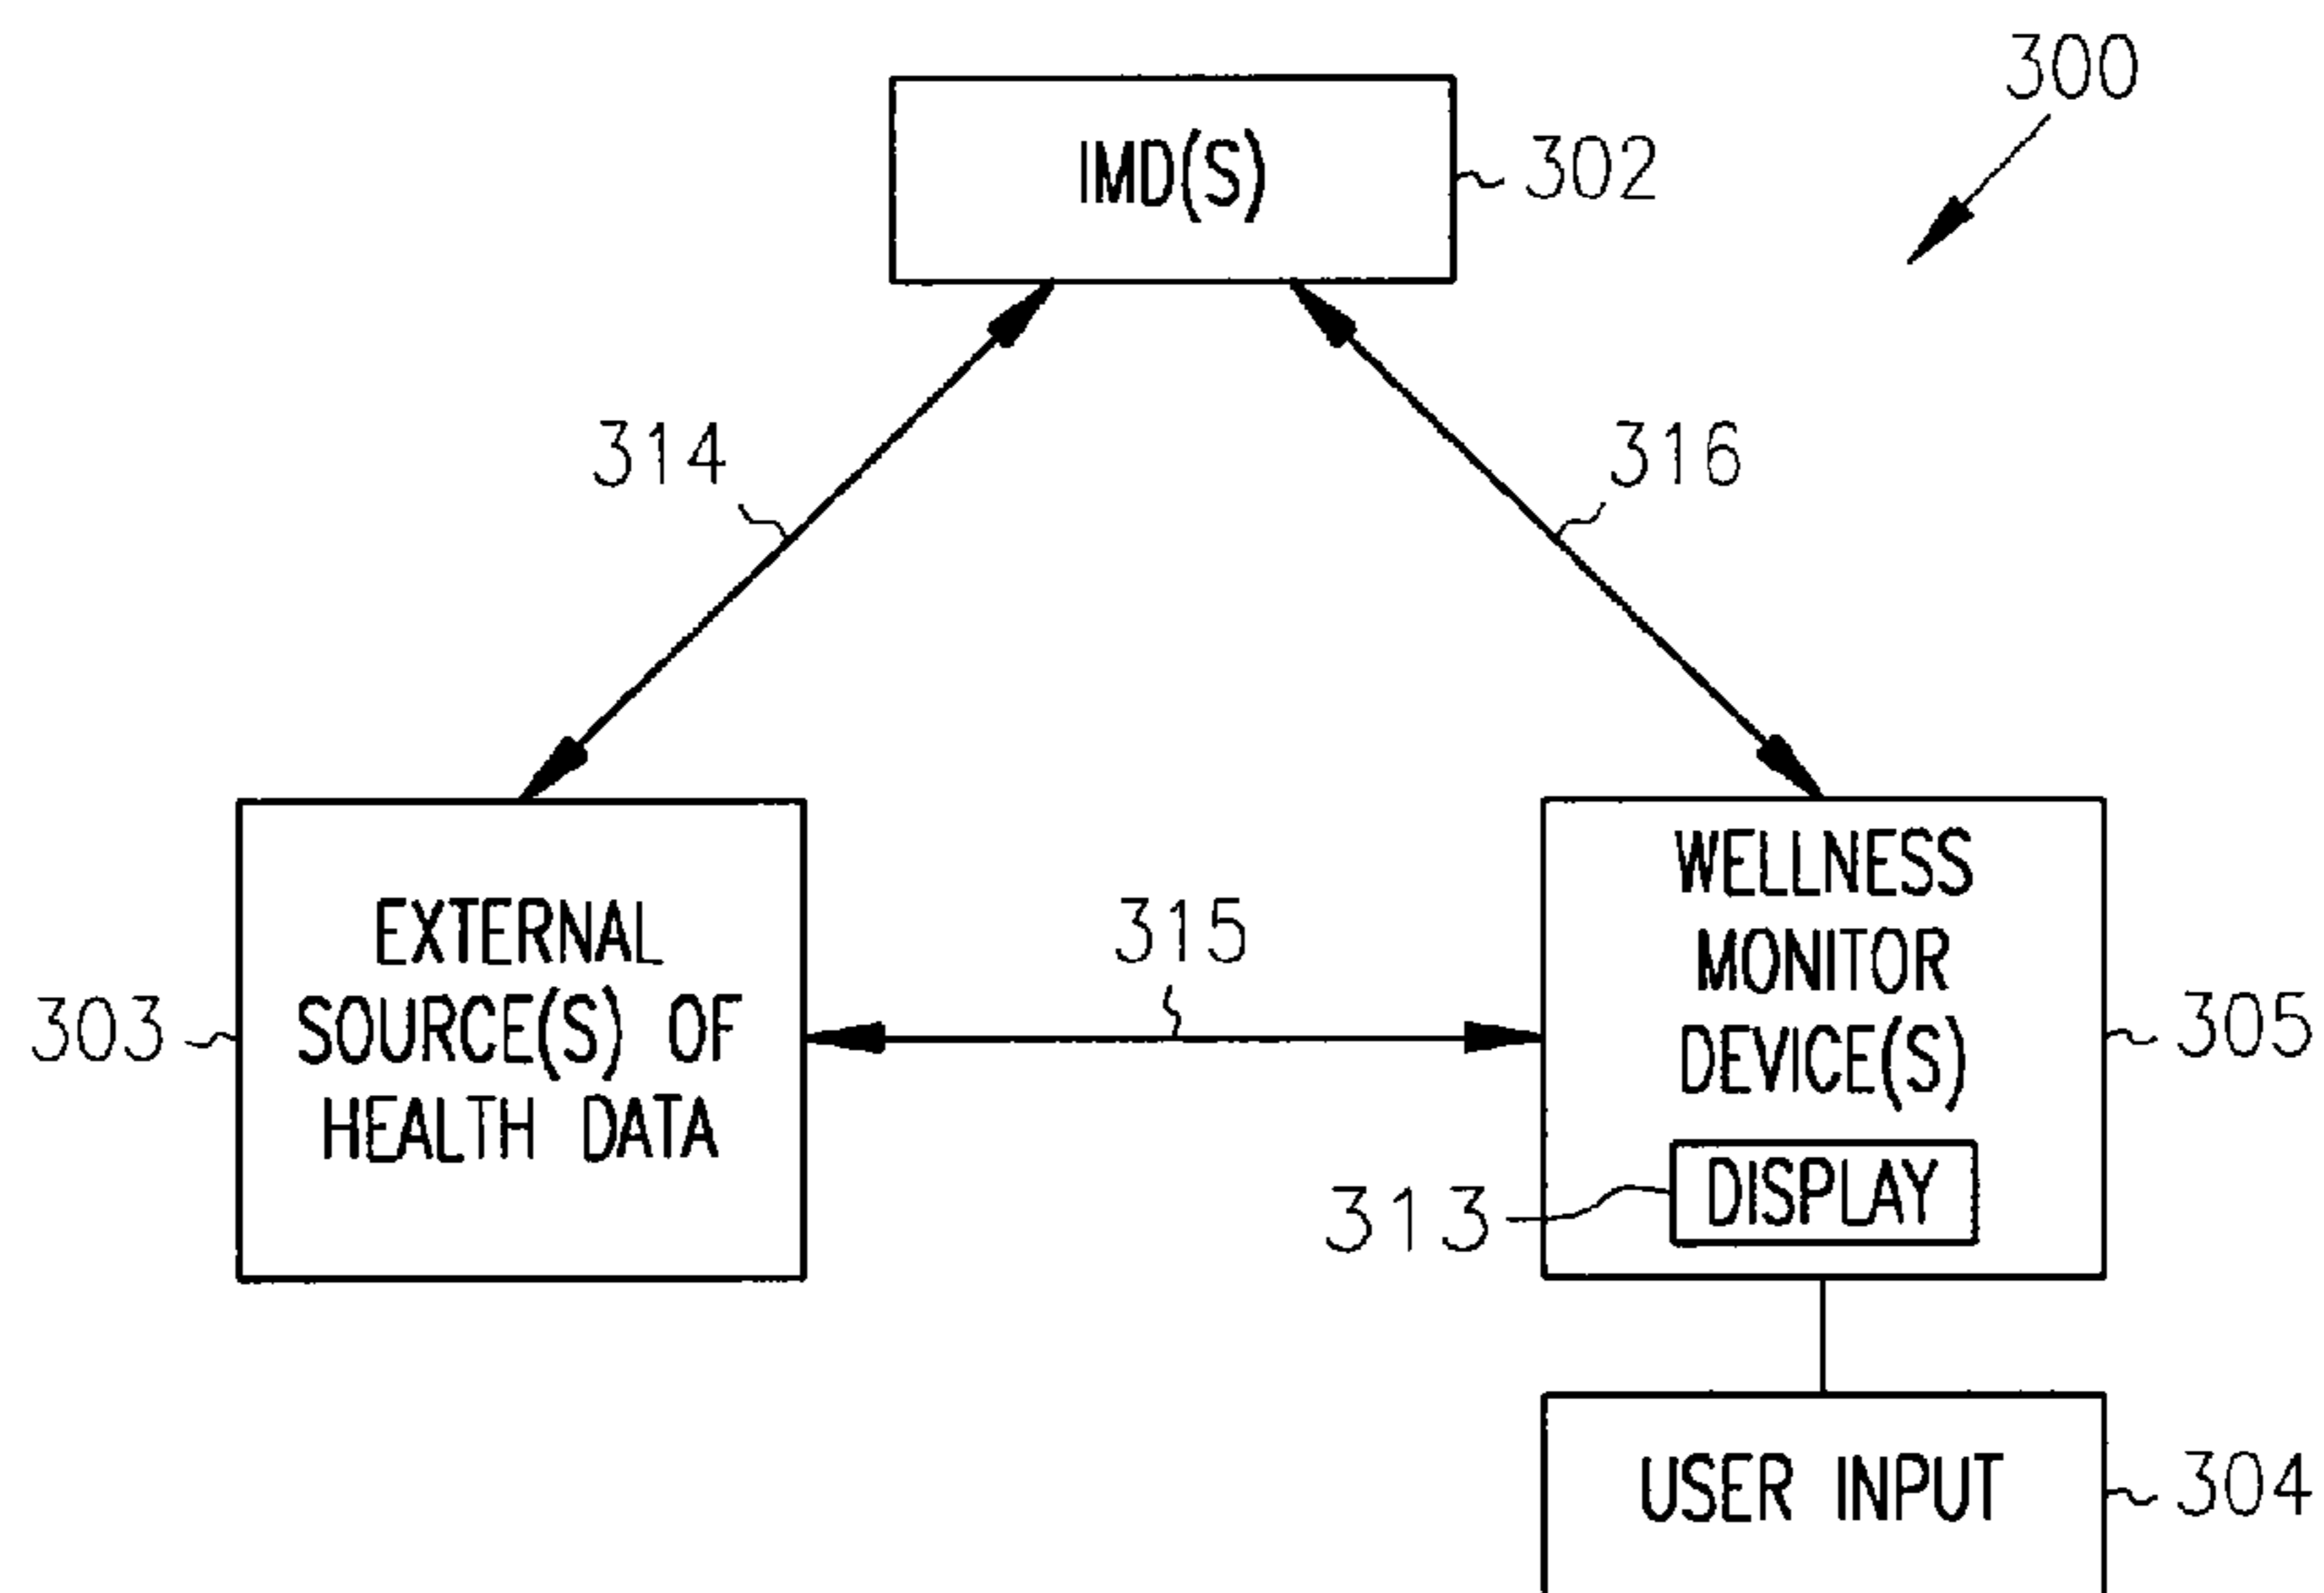 300
IMD(S)
302
314
316
EXTERNAL
SOURCE(S) OF
HEALTH DATA
303
315
WELLNESS
MONITOR
DEVICE(S)
305
DISPLAY
313
USER INPUT
304